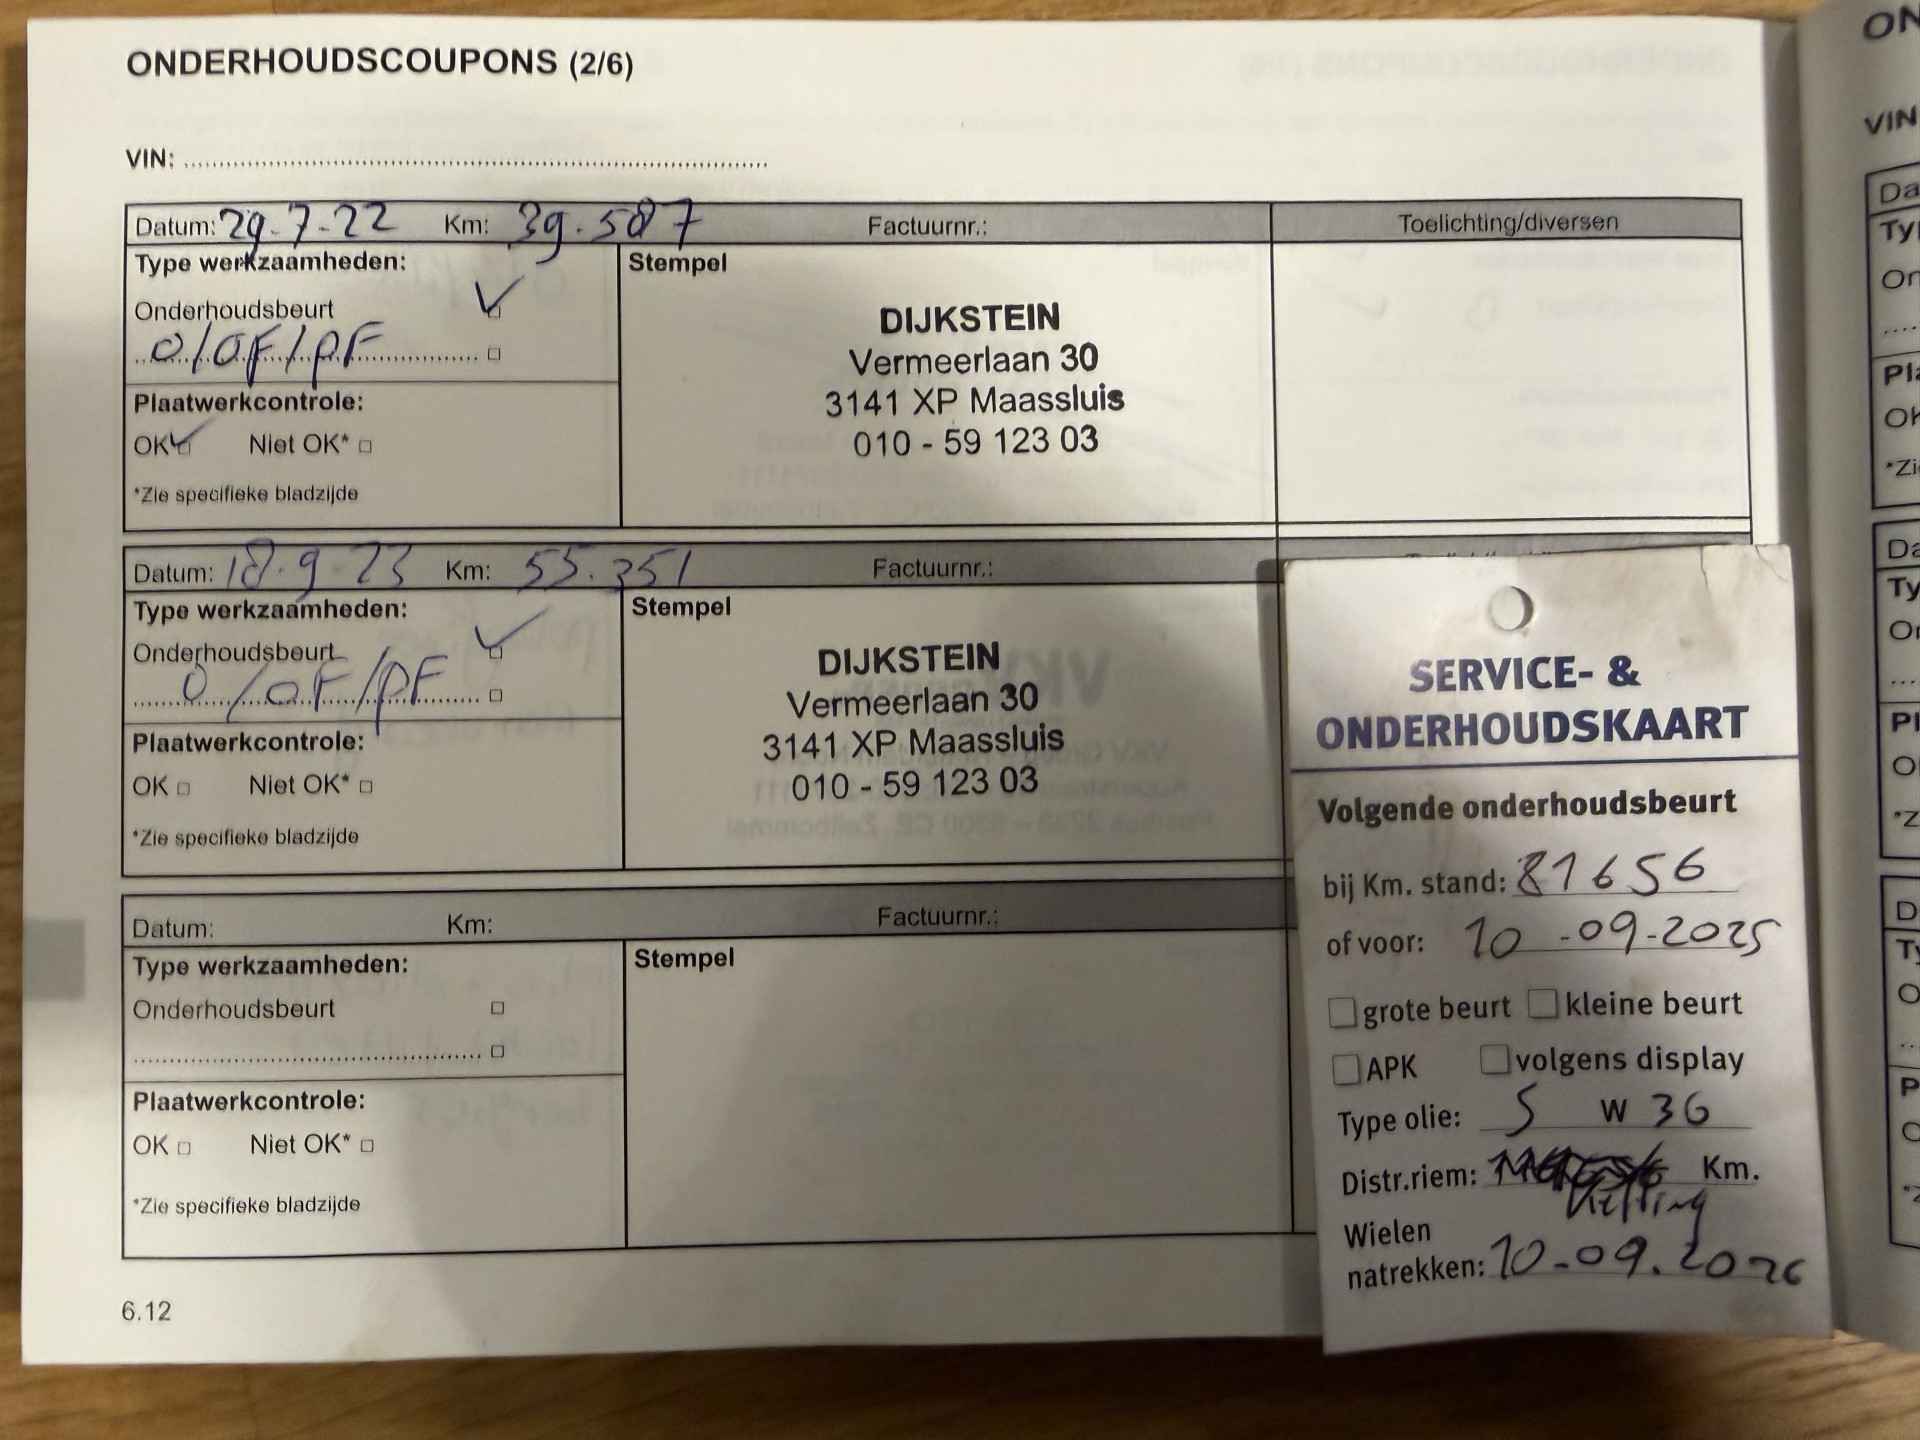 ONDERHOUDSCOUPONS (2/6)
VIN:
Datum: 29-7-22 Km: 39.587 Factuurnr.: Toelichting/diversen
Type werkzaamheden: Stempel
Onderhoudsbeurt
O/OF/PF
DIJKSTEIN
Vermeerlaan 30
3141 XP Maassluis
010 - 59 123 03
Plaatwerkcontrole:
OK Niet OK*
*Zie specifieke bladzijde
Datum: 18.9.23 Km: 55.351 Factuurnr.:
Type werkzaamheden: Stempel
Onderhoudsbeurt
O/OF/PF
DIJKSTEIN
Vermeerlaan 30
3141 XP Maassluis
010 - 59 123 03
Plaatwerkcontrole:
OK Niet OK*
*Zie specifieke bladzijde
Datum: Km: Factuurnr.:
Type werkzaamheden: Stempel
Onderhoudsbeurt
Plaatwerkcontrole:
OK Niet OK*
*Zie specifieke bladzijde
6.12
SERVICE- &
ONDERHOUDSKAART
Volgende onderhoudsbeurt
bij Km. stand: 81656
of voor: 10-09-2025
grote beurt kleine beurt
APK volgens display
Type olie: 5 W 30
Distr.riem: Km.
ketting
Wielen
natrekken: 10-09.2026
ON
VIN